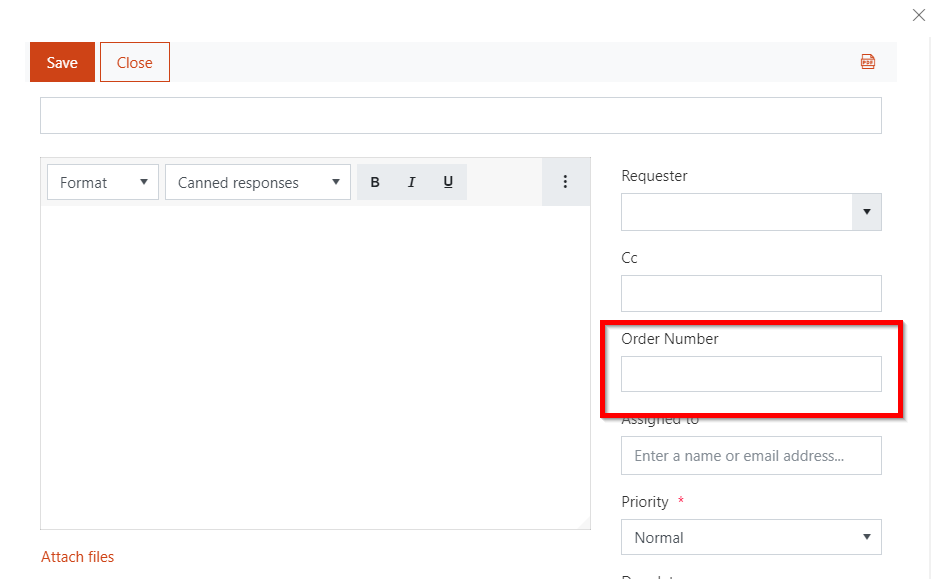 Save
Close
PDF
Format
Canned responses
B
I
U
Attach files
Requester
Cc
Order Number
Assigned to
Enter a name or email address...
Priority *
Normal